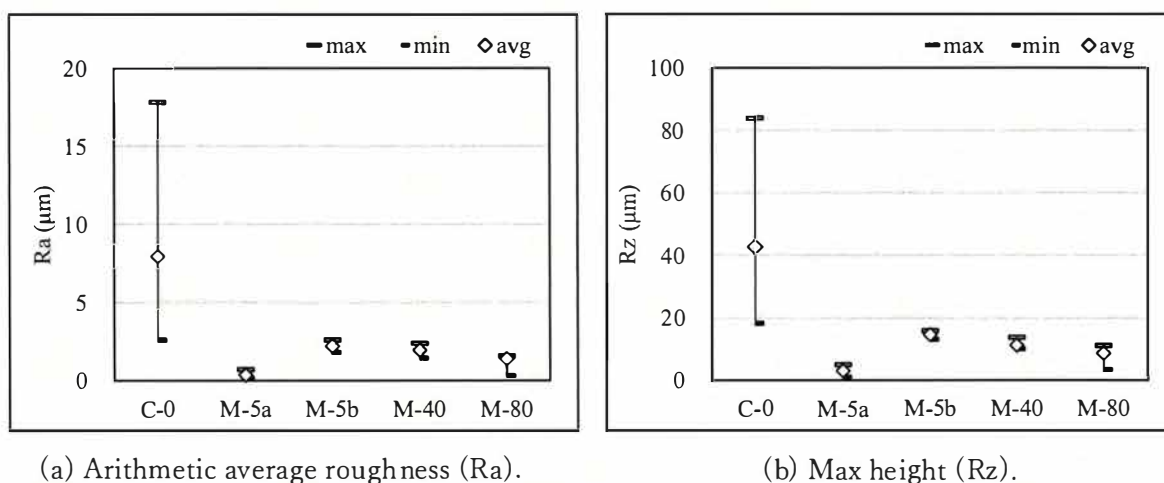 max min avg
20
15
10
5
0
Ra (μm)
C-0 M-5a M-5b M-40 M-80
(a) Arithmetic average roughness (Ra).
max min avg
100
80
60
40
20
0
Rz (μm)
C-0 M-5a M-5b M-40 M-80
(b) Max height (Rz).